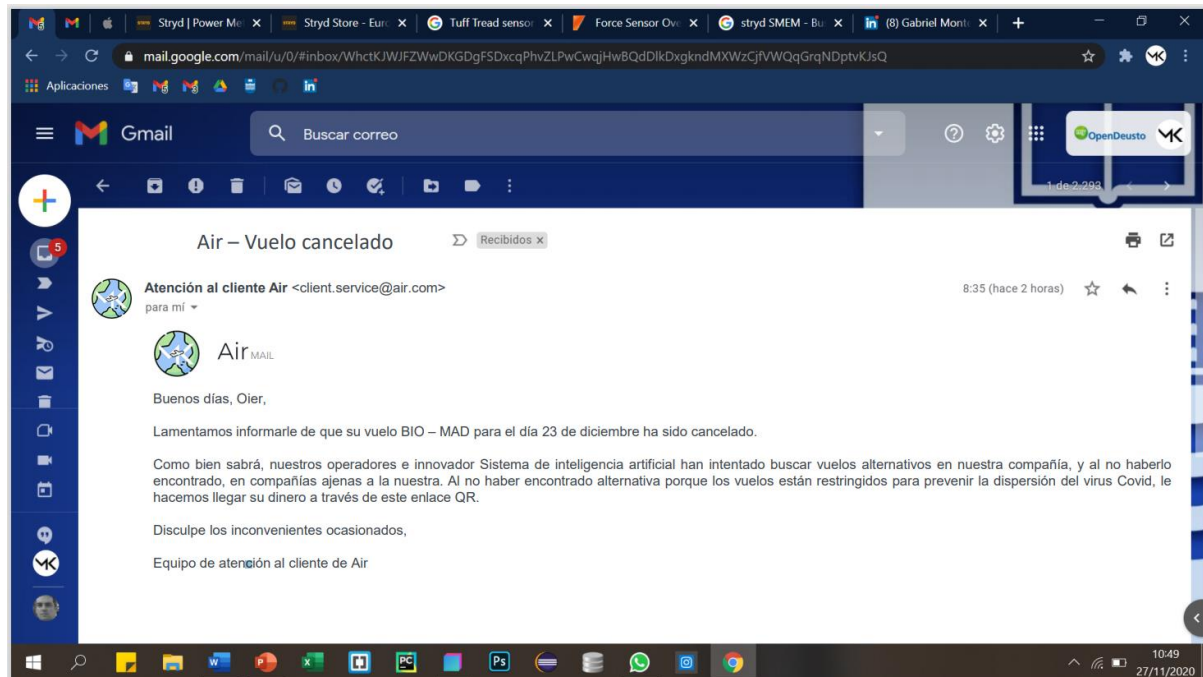 Stryd | Power Me
Stryd Store - Euro
Tuff Tread sensor
Force Sensor Ove
stryd SMEM - Bu
(8) Gabriel Monto
mail.google.com/mail/u/0/#inbox/WhctKJWJFZWwDKGDgFSDxcqPhvZLPwCwqjHwBQdDlkDxgkndMXWzCjfVWQqGrqNDptvKJsQ
Aplicaciones
Gmail
Buscar correo
OpenDeusto
1 de 2.293
5
Air – Vuelo cancelado
Recibidos x
Atención al cliente Air <client.service@air.com>
8:35 (hace 2 horas)
para mí
Air MAIL
Buenos días, Oier,
Lamentamos informarle de que su vuelo BIO – MAD para el día 23 de diciembre ha sido cancelado.
Como bien sabrá, nuestros operadores e innovador Sistema de inteligencia artificial han intentado buscar vuelos alternativos en nuestra compañía, y al no haberlo
encontrado, en compañías ajenas a la nuestra. Al no haber encontrado alternativa porque los vuelos están restringidos para prevenir la dispersión del virus Covid, le
hacemos llegar su dinero a través de este enlace QR.
Disculpe los inconvenientes ocasionados,
Equipo de atención al cliente de Air
10:49
27/11/2020